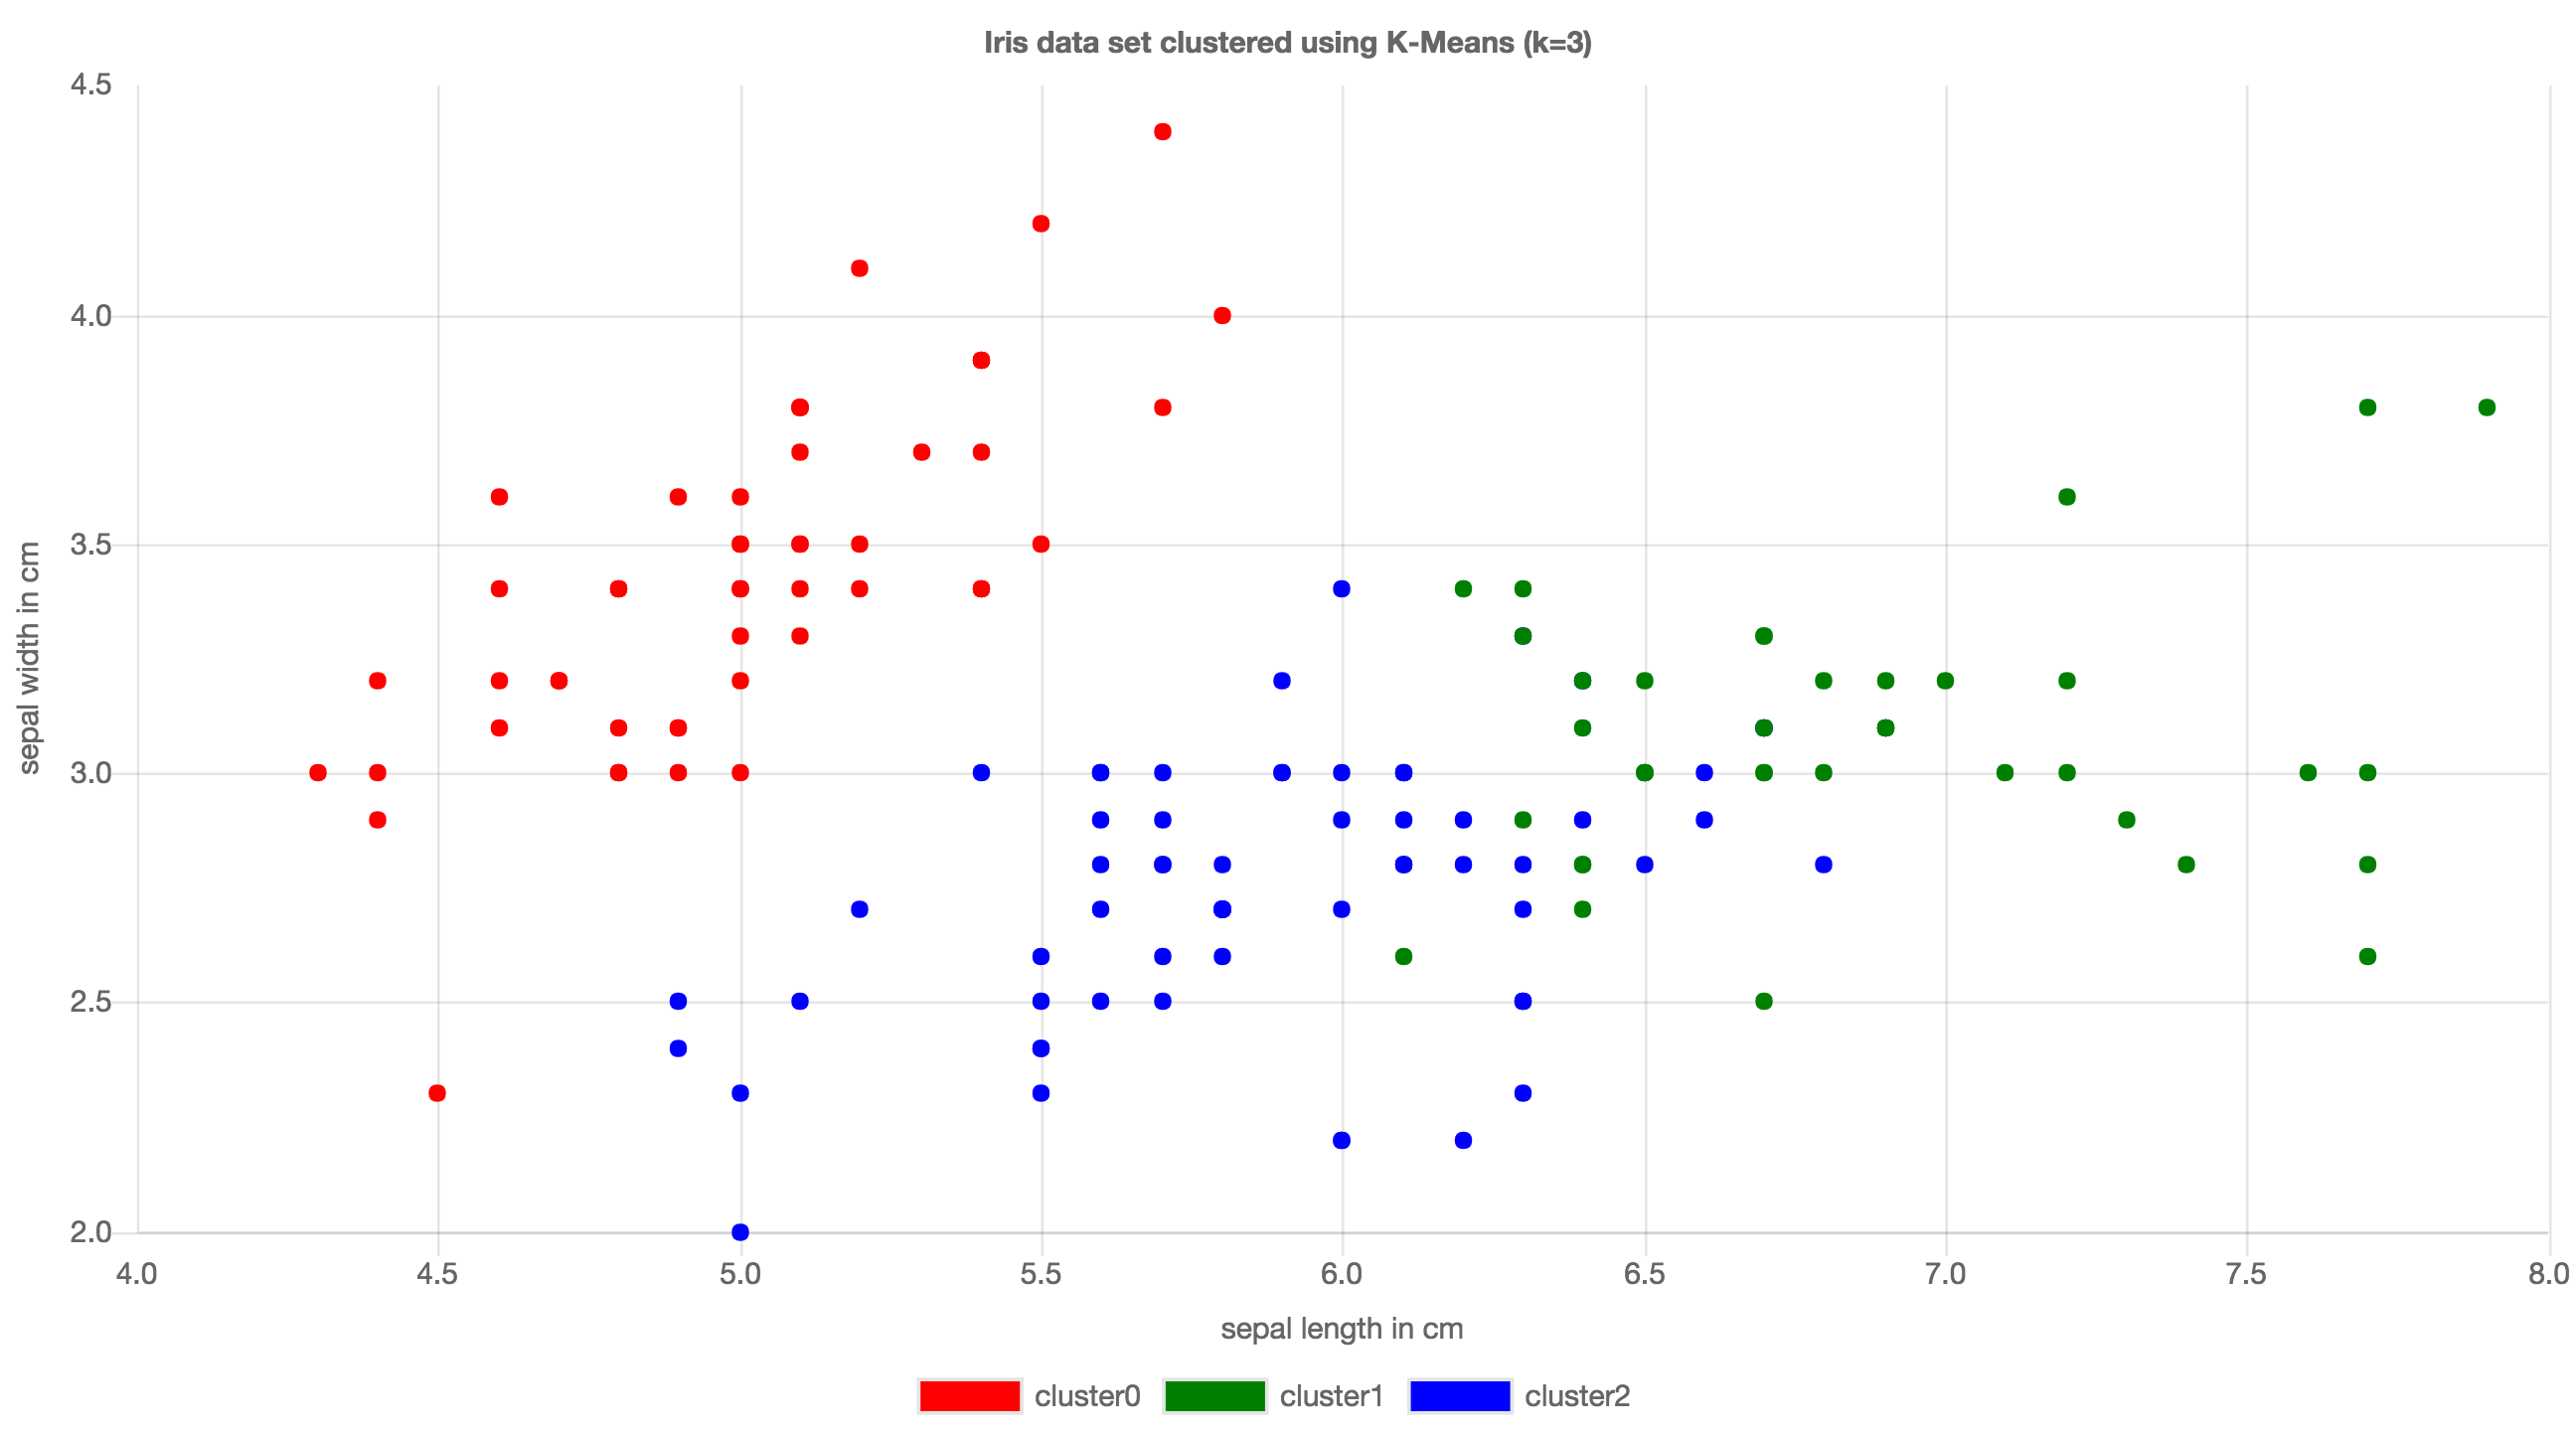 Iris data set clustered using K-Means (k=3)
4.5
4.0
3.5
3.0
2.5
2.0
sepal width in cm
4.0 4.5 5.0 5.5 6.0 6.5 7.0 7.5 8.0
sepal length in cm
cluster0 cluster1 cluster2